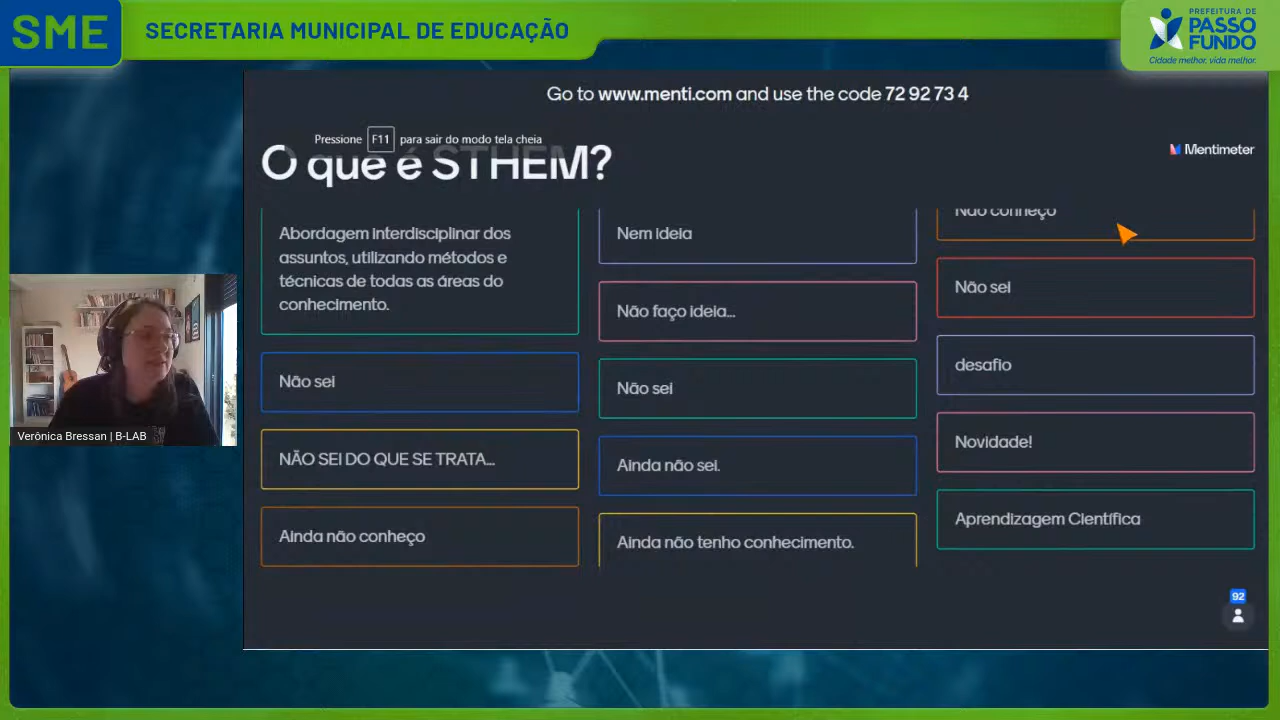 SME
SECRETARIA MUNICIPAL DE EDUCAÇÃO
PREFEITURA DE
PASSO
FUNDO
Cidade melhor, vida melhor.
Go to www.menti.com and use the code 72 92 73 4
Pressione F11 para sair do modo tela cheia
O que é STHEM?
Mentimeter
Abordagem interdisciplinar dos
assuntos, utilizando métodos e
técnicas de todas as áreas do
conhecimento.
Não sei
NÃO SEI DO QUE SE TRATA...
Ainda não conheço
Nem ideia
Não faço ideia...
Não sei
Ainda não sei.
Ainda não tenho conhecimento.
Não conheço
Não sei
desafio
Novidade!
Aprendizagem Científica
92
Verônica Bressan | B-LAB